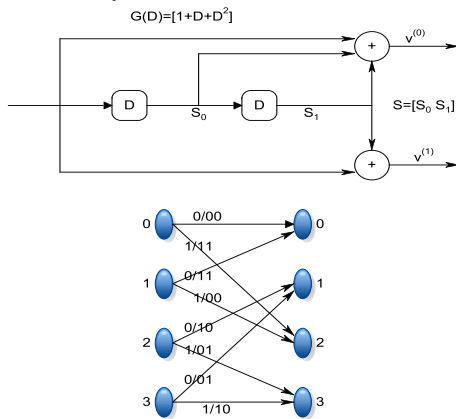 G(D)=[1+D+D²]
+
v⁽⁰⁾
D
S₀
D
S₁
S=[S₀ S₁]
+
v⁽¹⁾
0 0/00 0
1/11
1 0/11 1
1/00
2 0/10 2
1/01
3 0/01 3
1/10